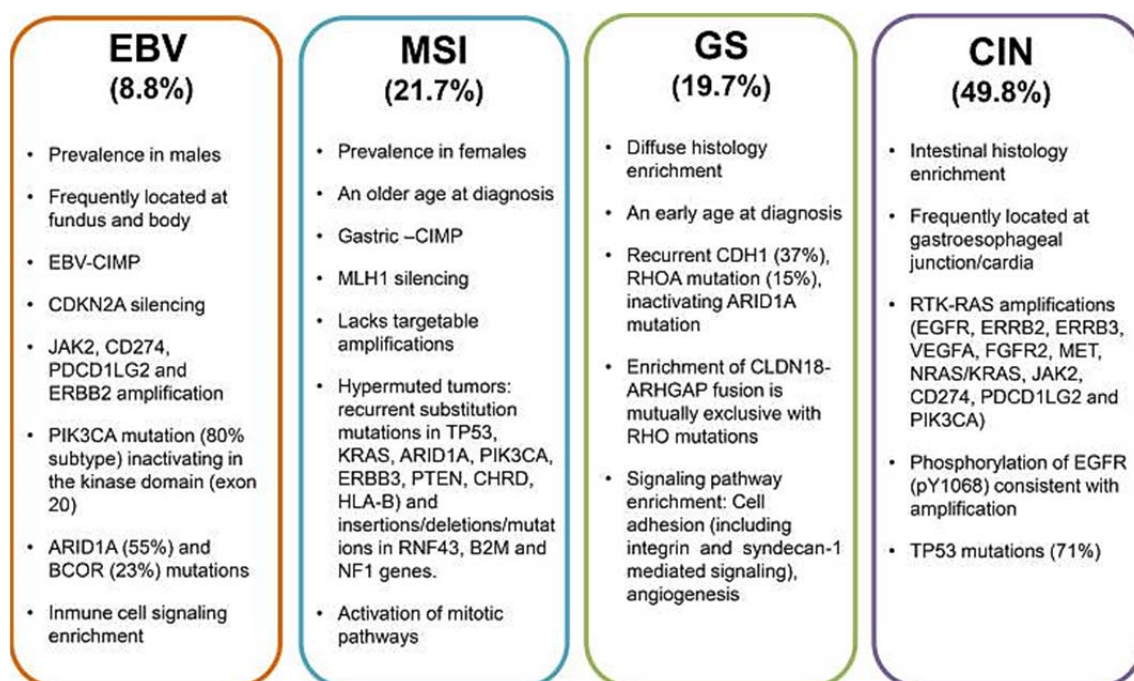 EBV
(8.8%)
• Prevalence in males
• Frequently located at
fundus and body
• EBV-CIMP
• CDKN2A silencing
• JAK2, CD274,
PDCD1LG2 and
ERBB2 amplification
• PIK3CA mutation (80%
subtype) inactivating in
the kinase domain (exon
20)
• ARID1A (55%) and
BCOR (23%) mutations
• Inmune cell signaling
enrichment
MSI
(21.7%)
• Prevalence in females
• An older age at diagnosis
• Gastric –CIMP
• MLH1 silencing
• Lacks targetable
amplifications
• Hypermuted tumors:
recurrent substitution
mutations in TP53,
KRAS, ARID1A, PIK3CA,
ERBB3, PTEN, CHRD,
HLA-B) and
insertions/deletions/mutat
ions in RNF43, B2M and
NF1 genes.
• Activation of mitotic
pathways
GS
(19.7%)
• Diffuse histology
enrichment
• An early age at diagnosis
• Recurrent CDH1 (37%),
RHOA mutation (15%),
inactivating ARID1A
mutation
• Enrichment of CLDN18-
ARHGAP fusion is
mutually exclusive with
RHO mutations
• Signaling pathway
enrichment: Cell
adhesion (including
integrin and syndecan-1
mediated signaling),
angiogenesis
CIN
(49.8%)
• Intestinal histology
enrichment
• Frequently located at
gastroesophageal
junction/cardia
• RTK-RAS amplifications
(EGFR, ERRB2, ERRB3,
VEGFA, FGFR2, MET,
NRAS/KRAS, JAK2,
CD274, PDCD1LG2 and
PIK3CA)
• Phosphorylation of EGFR
(pY1068) consistent with
amplification
• TP53 mutations (71%)